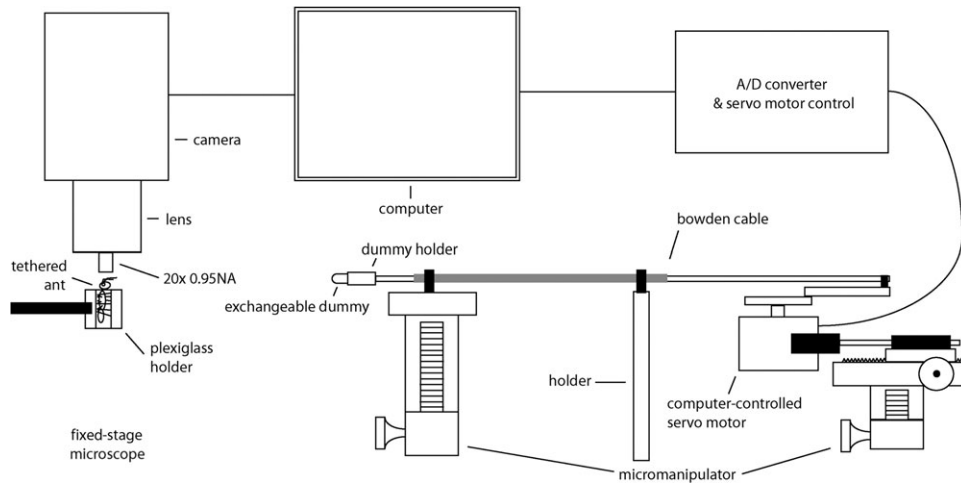 A/D converter
& servo motor control
camera
computer
lens
bowden cable
dummy holder
tethered
ant
20x 0.95NA
exchangeable dummy
plexiglass
holder
holder
computer-controlled
servo motor
fixed-stage
microscope
micromanipulator